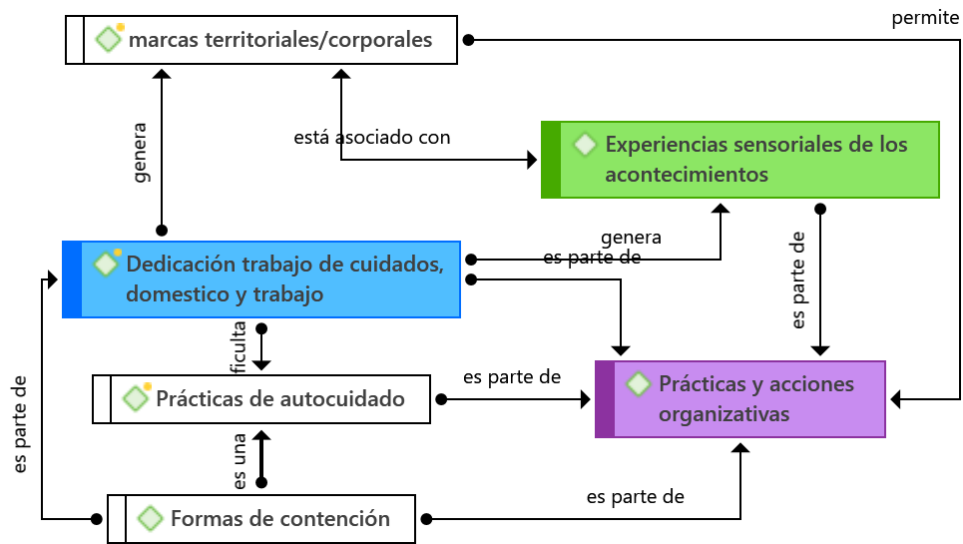 permite
marcas territoriales/corporales
genera
está asociado con
Experiencias sensoriales de los
acontecimientos
genera
es parte de
es parte de
Dedicación trabajo de cuidados,
domestico y trabajo
ficulta
es parte de
Prácticas de autocuidado
es parte de
Prácticas y acciones
organizativas
es una
es parte de
Formas de contención